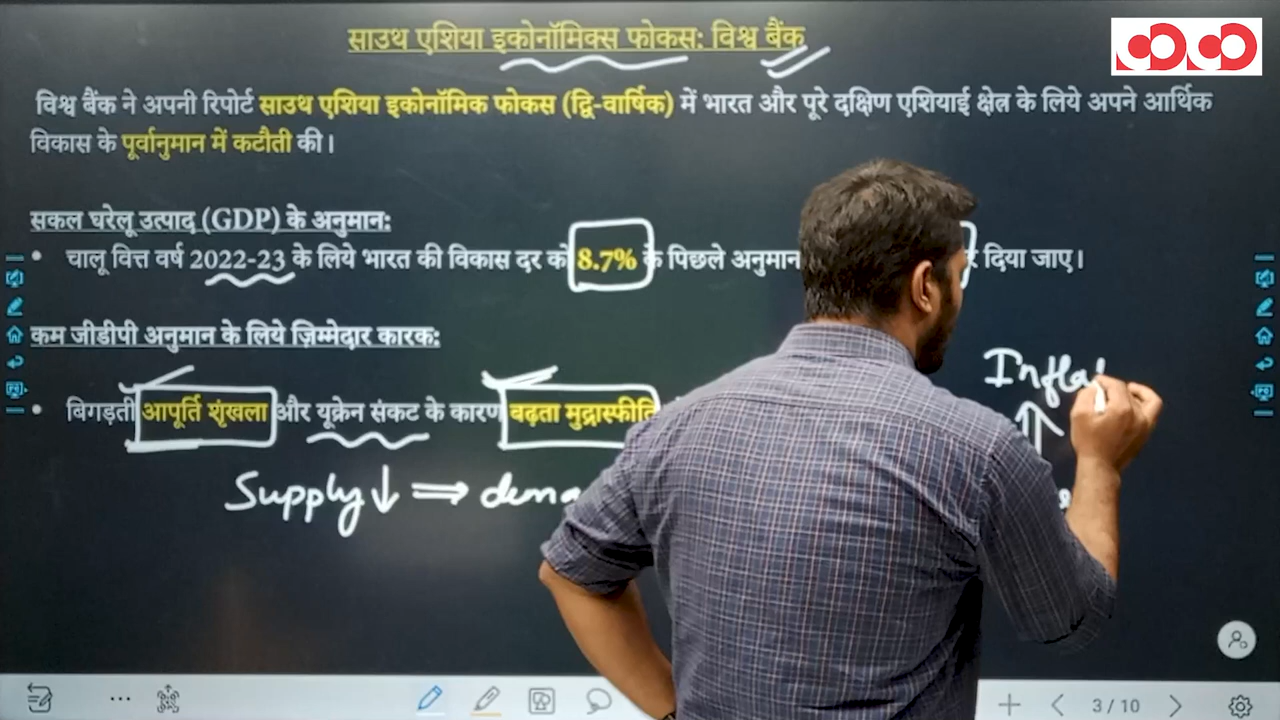 साउथ एशिया इकोनॉमिक्स फोकस: विश्व बैंक
विश्व बैंक ने अपनी रिपोर्ट साउथ एशिया इकोनॉमिक फोकस (द्वि-वार्षिक) में भारत और पूरे दक्षिण एशियाई क्षेत्र के लिये अपने आर्थिक
विकास के पूर्वानुमान में कटौती की।
सकल घरेलू उत्पाद (GDP) के अनुमान:
• चालू वित्त वर्ष 2022-23 के लिये भारत की विकास दर को 8.7% के पिछले अनुमान दिया जाए।
कम जीडीपी अनुमान के लिये ज़िम्मेदार कारक:
Infla
• बिगड़ती आपूर्ति शृंखला और यूक्रेन संकट के कारण बढ़ता मुद्रास्फीति
Supply↓ ⇒ dema
3 / 10